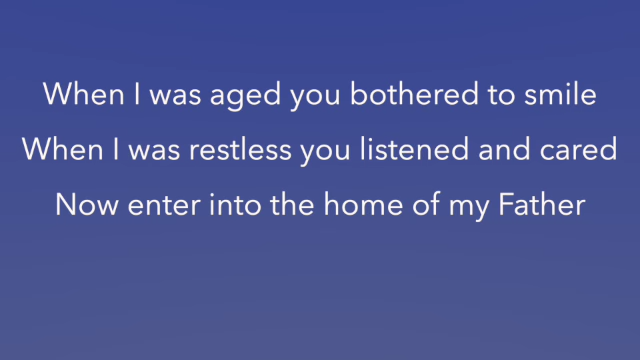 When I was aged you bothered to smile
When I was restless you listened and cared
Now enter into the home of my Father